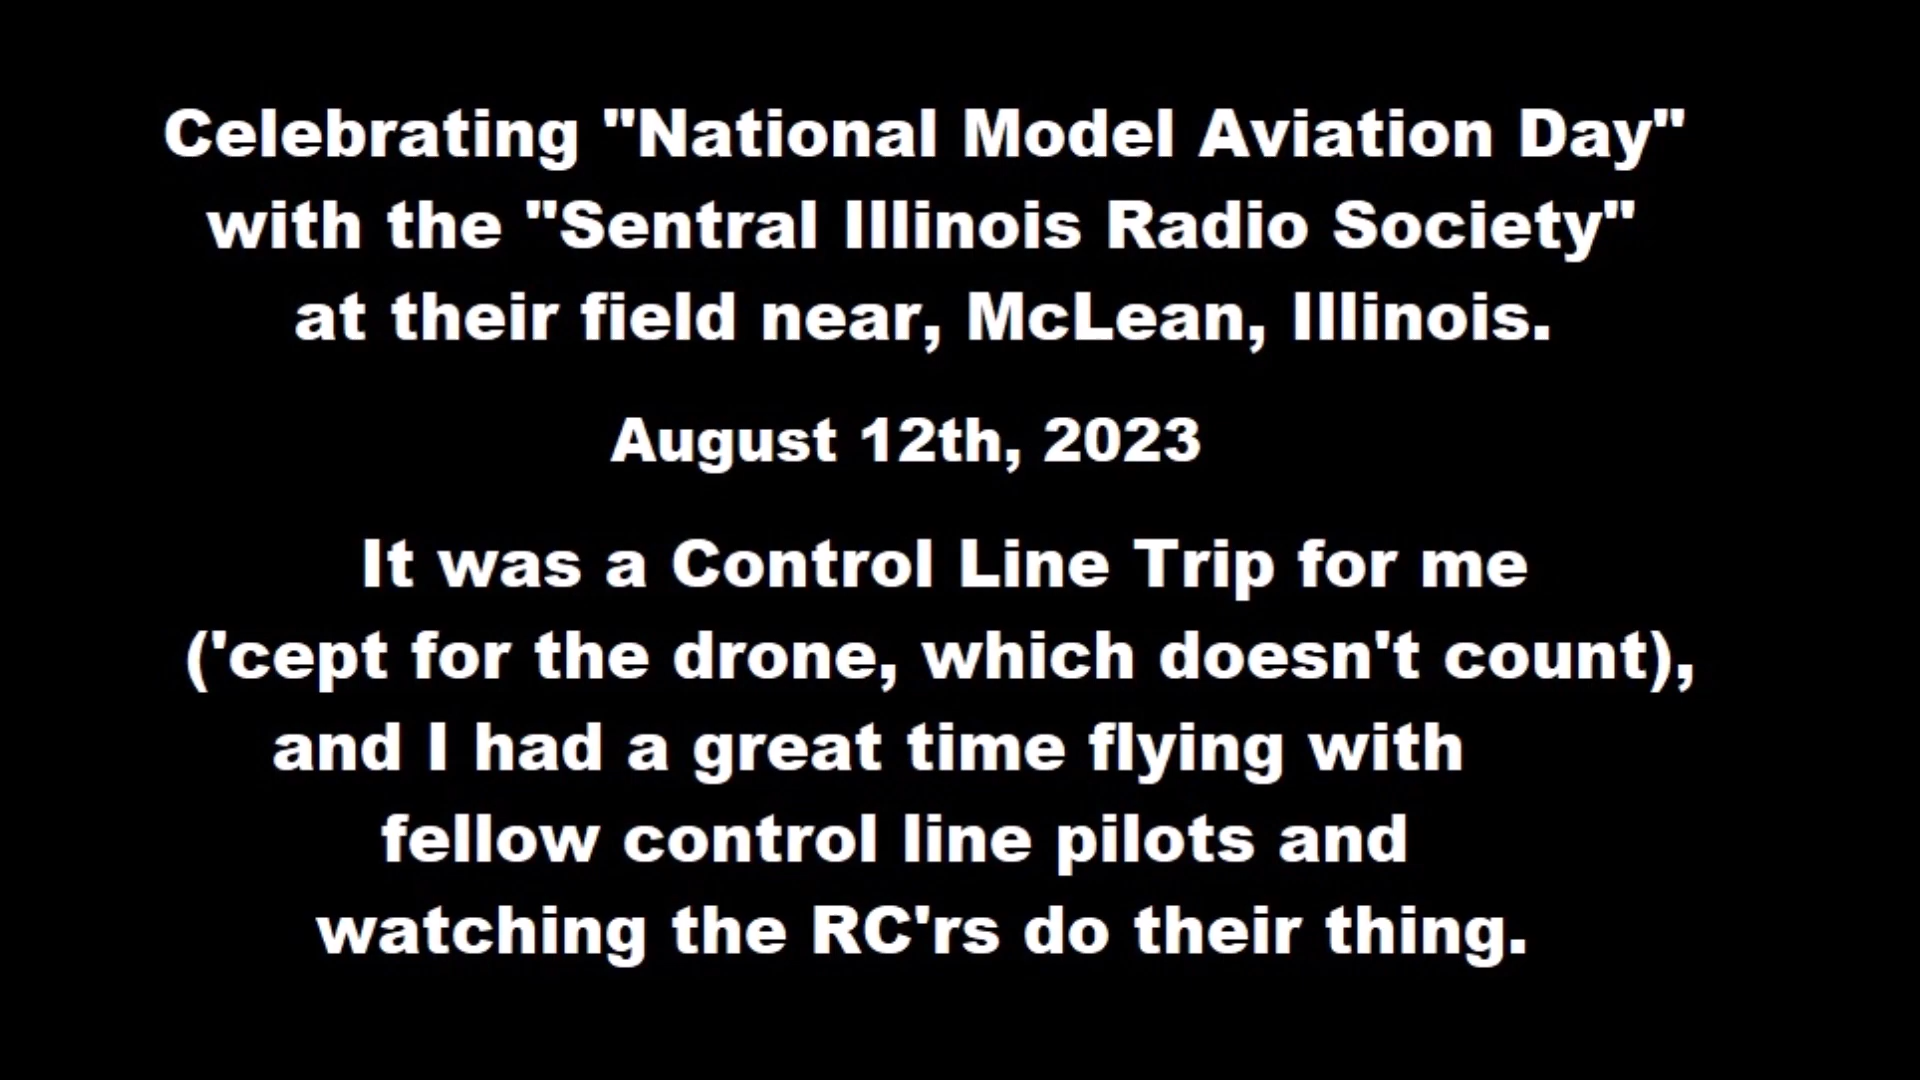 Celebrating "National Model Aviation Day"
with the "Sentral Illinois Radio Society"
at their field near, McLean, Illinois.
August 12th, 2023
It was a Control Line Trip for me
('cept for the drone, which doesn't count),
and I had a great time flying with
fellow control line pilots and
watching the RC'rs do their thing.